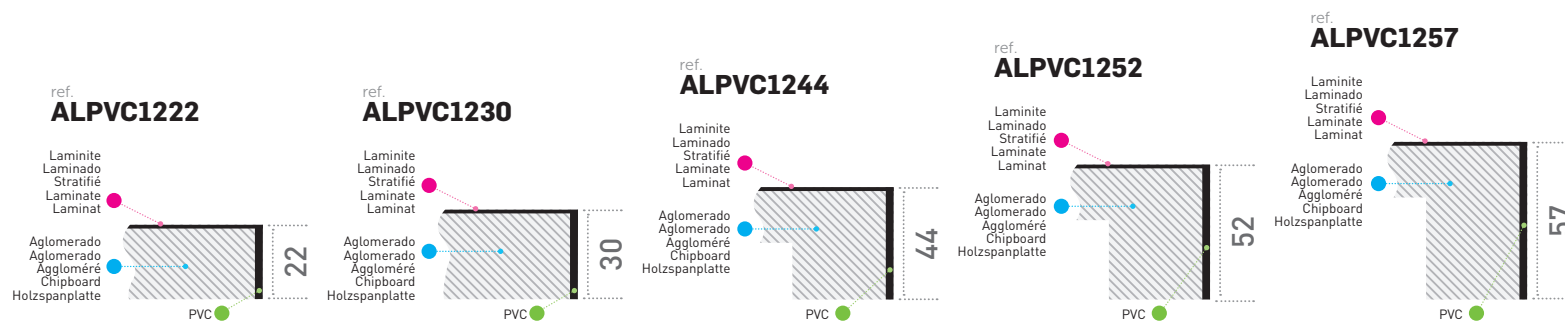 ref.
ALPVC1222
Laminite
Laminado
Stratifié
Laminate
Laminat
Aglomerado
Aglomerado
Aggloméré
Chipboard
Holzspanplatte
PVC
22
ref.
ALPVC1230
Laminite
Laminado
Stratifié
Laminate
Laminat
Aglomerado
Aglomerado
Aggloméré
Chipboard
Holzspanplatte
PVC
30
ref.
ALPVC1244
Laminite
Laminado
Stratifié
Laminate
Laminat
Aglomerado
Aglomerado
Aggloméré
Chipboard
Holzspanplatte
PVC
44
ref.
ALPVC1252
Laminite
Laminado
Stratifié
Laminate
Laminat
Aglomerado
Aglomerado
Aggloméré
Chipboard
Holzspanplatte
PVC
52
ref.
ALPVC1257
Laminite
Laminado
Stratifié
Laminate
Laminat
Aglomerado
Aglomerado
Aggloméré
Chipboard
Holzspanplatte
PVC
57